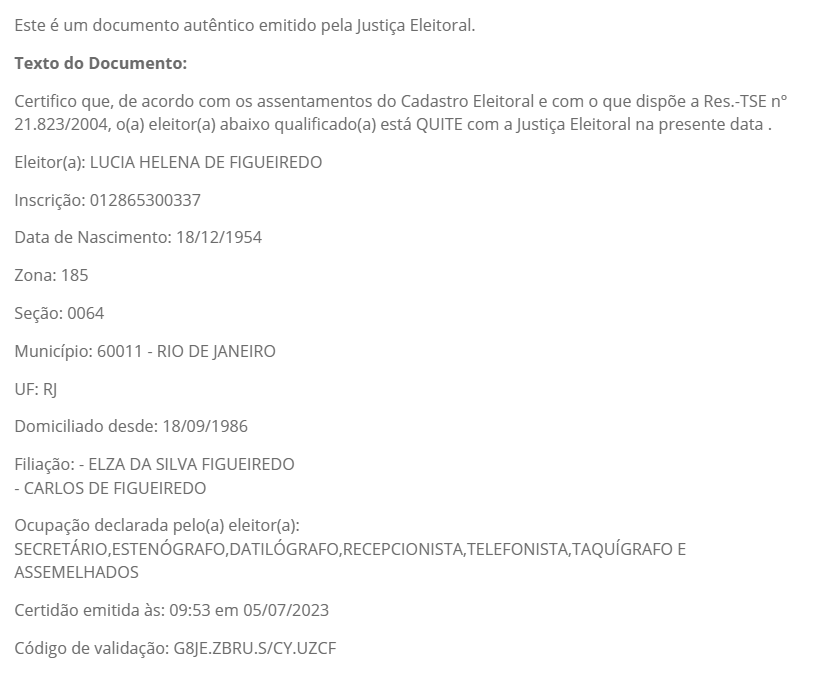 Este é um documento autêntico emitido pela Justiça Eleitoral.
Texto do Documento:
Certifico que, de acordo com os assentamentos do Cadastro Eleitoral e com o que dispõe a Res.-TSE nº
21.823/2004, o(a) eleitor(a) abaixo qualificado(a) está QUITE com a Justiça Eleitoral na presente data .
Eleitor(a): LUCIA HELENA DE FIGUEIREDO
Inscrição: 012865300337
Data de Nascimento: 18/12/1954
Zona: 185
Seção: 0064
Município: 60011 - RIO DE JANEIRO
UF: RJ
Domiciliado desde: 18/09/1986
Filiação: - ELZA DA SILVA FIGUEIREDO
- CARLOS DE FIGUEIREDO
Ocupação declarada pelo(a) eleitor(a):
SECRETÁRIO,ESTENÓGRAFO,DATILÓGRAFO,RECEPCIONISTA,TELEFONISTA,TAQUÍGRAFO E
ASSEMELHADOS
Certidão emitida às: 09:53 em 05/07/2023
Código de validação: G8JE.ZBRU.S/CY.UZCF